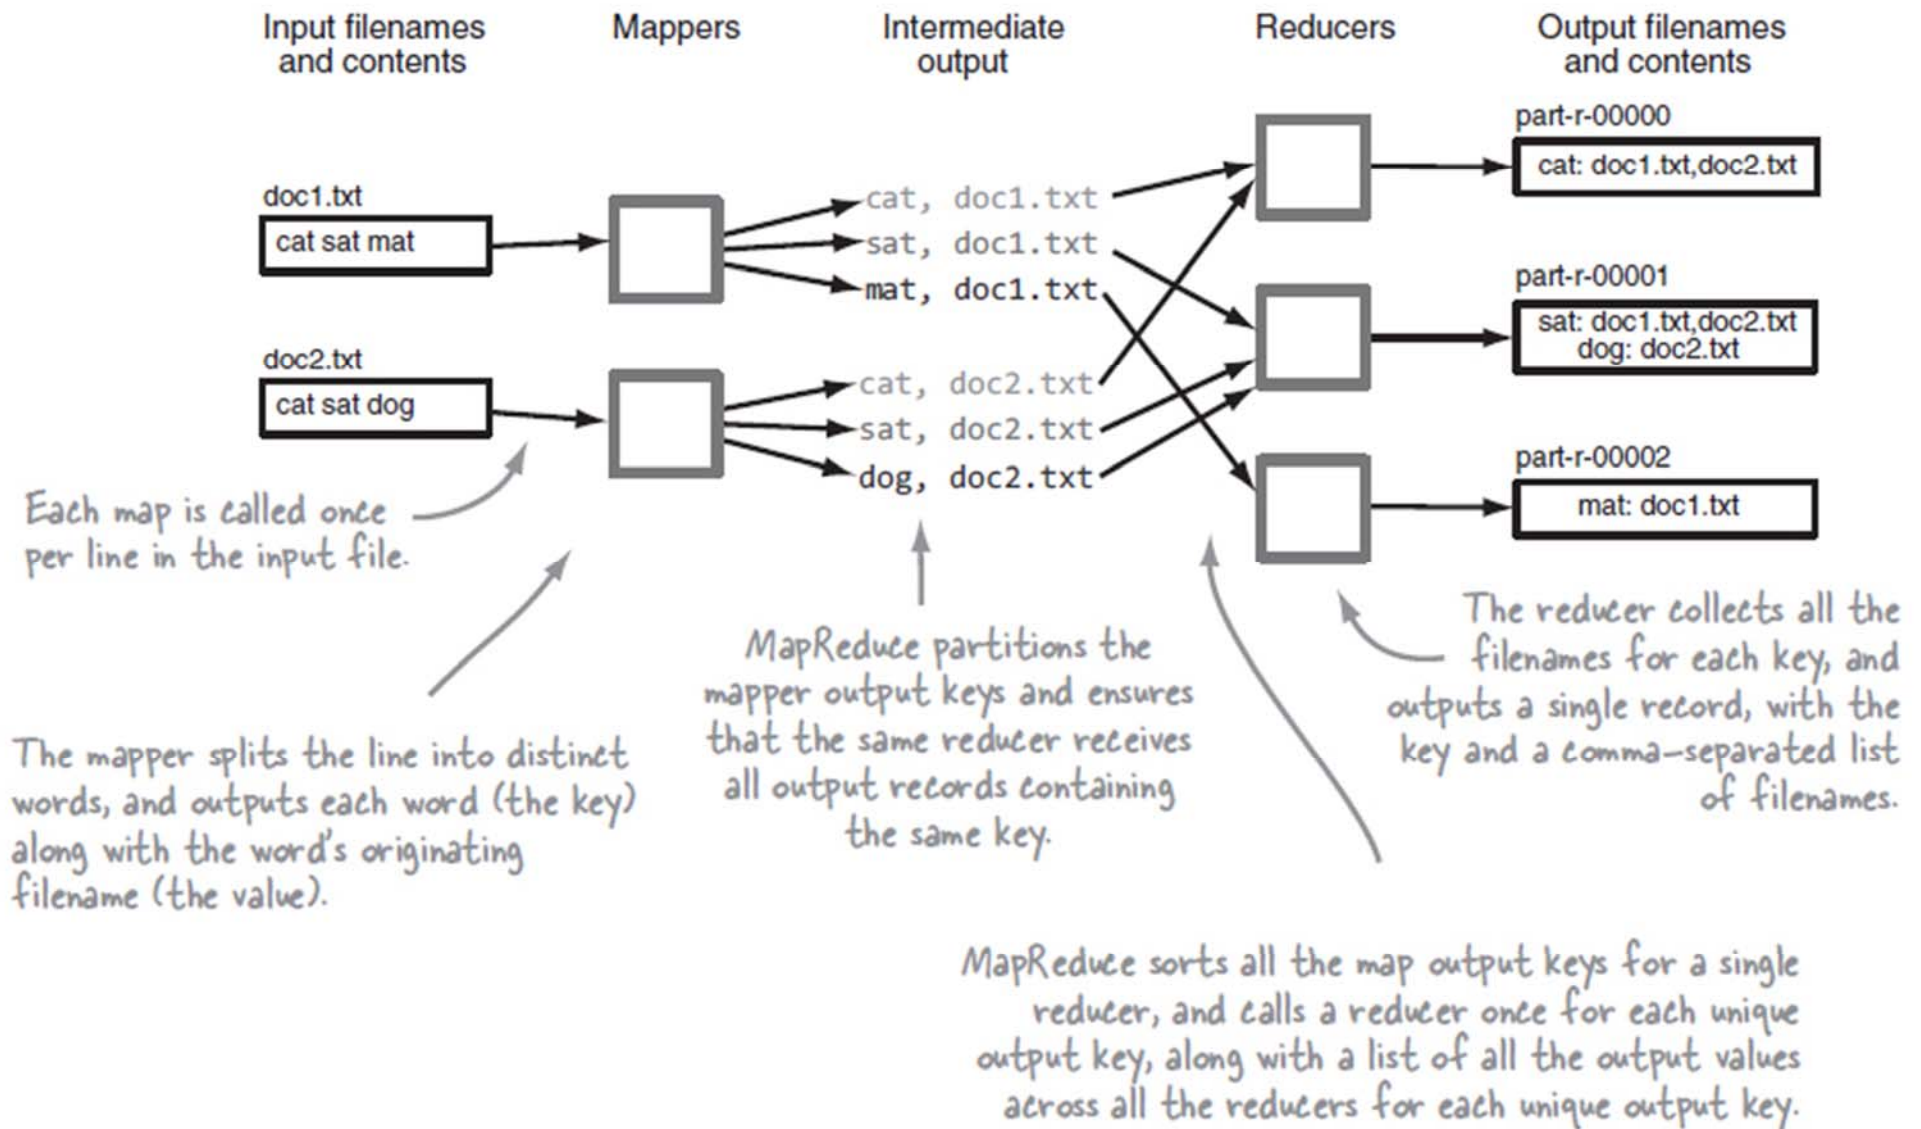 Input filenames
and contents
Mappers
Intermediate
output
Reducers
Output filenames
and contents
doc1.txt
cat sat mat
doc2.txt
cat sat dog
cat, doc1.txt
sat, doc1.txt
mat, doc1.txt
cat, doc2.txt
sat, doc2.txt
dog, doc2.txt
part-r-00000
cat: doc1.txt,doc2.txt
part-r-00001
sat: doc1.txt,doc2.txt
dog: doc2.txt
part-r-00002
mat: doc1.txt
Each map is called once
per line in the input file.
The mapper splits the line into distinct
words, and outputs each word (the key)
along with the word's originating
filename (the value).
MapReduce partitions the
mapper output keys and ensures
that the same reducer receives
all output records containing
the same key.
The reducer collects all the
filenames for each key, and
outputs a single record, with the
key and a comma-separated list
of filenames.
MapReduce sorts all the map output keys for a single
reducer, and calls a reducer once for each unique
output key, along with a list of all the output values
across all the reducers for each unique output key.